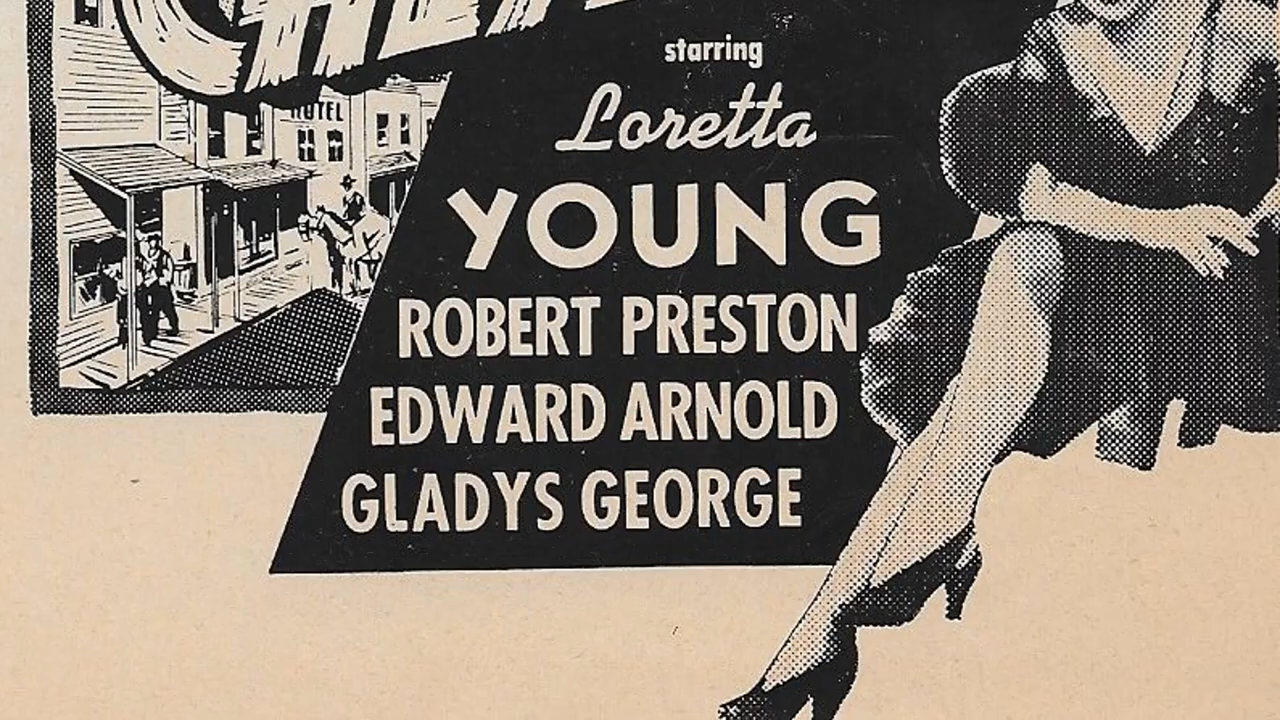 HOTEL
starring
Loretta
YOUNG
ROBERT PRESTON
EDWARD ARNOLD
GLADYS GEORGE